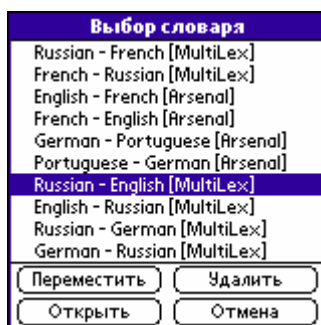 Выбор словаря
Russian - French [MultiLex]
French - Russian [MultiLex]
English - French [Arsenal]
French - English [Arsenal]
German - Portuguese [Arsenal]
Portuguese - German [Arsenal]
Russian - English [MultiLex]
English - Russian [MultiLex]
Russian - German [MultiLex]
German - Russian [MultiLex]
Переместить Удалить
Открыть Отмена